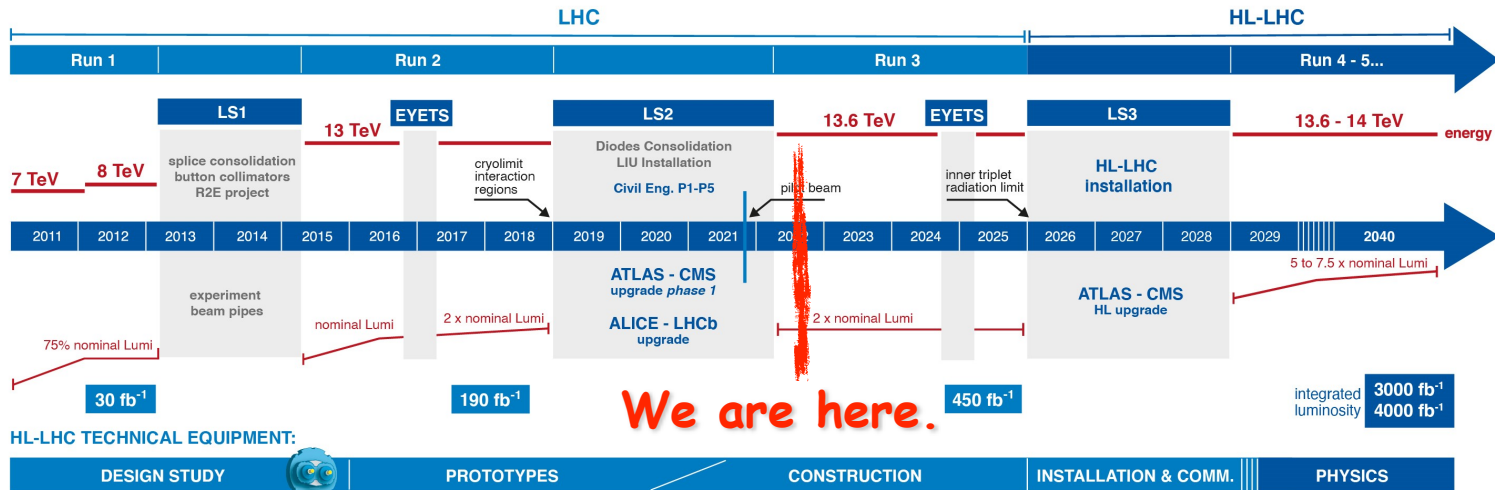 LHC
HL-LHC
Run 1
Run 2
Run 3
Run 4 - 5...
LS1
EYETS
LS2
EYETS
LS3
7 TeV
8 TeV
13 TeV
13.6 TeV
13.6 - 14 TeV
energy
splice consolidation
button collimators
R2E project
cryolimit
interaction
regions
Diodes Consolidation
LIU Installation
Civil Eng. P1-P5
pilot beam
inner triplet
radiation limit
HL-LHC
installation
2011
2012
2013
2014
2015
2016
2017
2018
2019
2020
2021
2022
2023
2024
2025
2026
2027
2028
2029
2040
experiment
beam pipes
75% nominal Lumi
nominal Lumi
2 x nominal Lumi
ATLAS - CMS
upgrade phase 1
ALICE - LHCb
upgrade
2 x nominal Lumi
ATLAS - CMS
HL upgrade
5 to 7.5 x nominal Lumi
30 fb-1
190 fb-1
We are here.
450 fb-1
integrated
luminosity
3000 fb-1
4000 fb-1
HL-LHC TECHNICAL EQUIPMENT:
DESIGN STUDY
PROTOTYPES
CONSTRUCTION
INSTALLATION & COMM.
PHYSICS